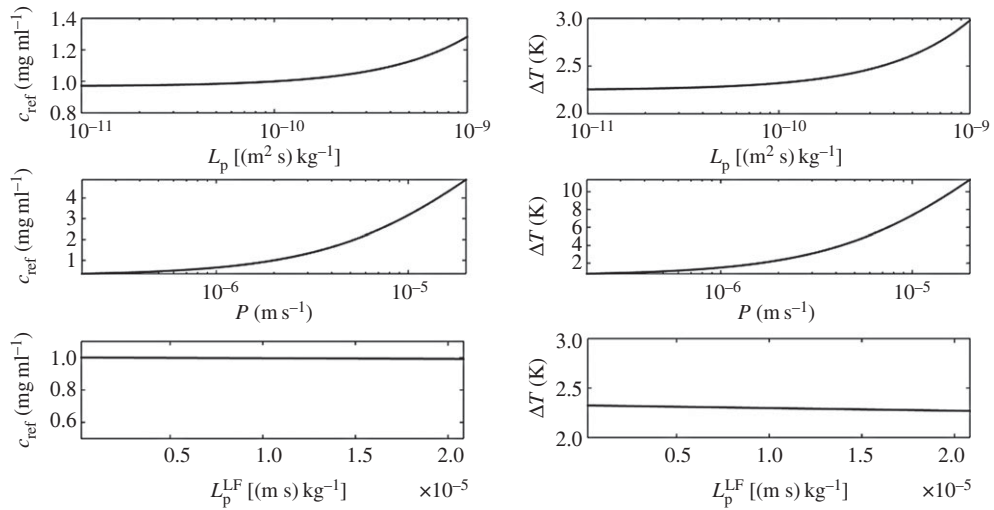 c_ref (mg ml⁻¹)
1.4
1.2
1.0
0.8
10⁻¹¹ 10⁻¹⁰ 10⁻⁹
L_p [(m² s) kg⁻¹]
ΔT (K)
3.0
2.5
2.0
10⁻¹¹ 10⁻¹⁰ 10⁻⁹
L_p [(m² s) kg⁻¹]
c_ref (mg ml⁻¹)
4
3
2
1
10⁻⁶ 10⁻⁵
P (m s⁻¹)
ΔT (K)
10
8
6
4
2
10⁻⁶ 10⁻⁵
P (m s⁻¹)
c_ref (mg ml⁻¹)
1.0
0.8
0.6
0.5 1.0 1.5 2.0
L_p^LF [(m s) kg⁻¹] ×10⁻⁵
ΔT (K)
3.0
2.5
2.0
0.5 1.0 1.5 2.0
L_p^LF [(m s) kg⁻¹] ×10⁻⁵